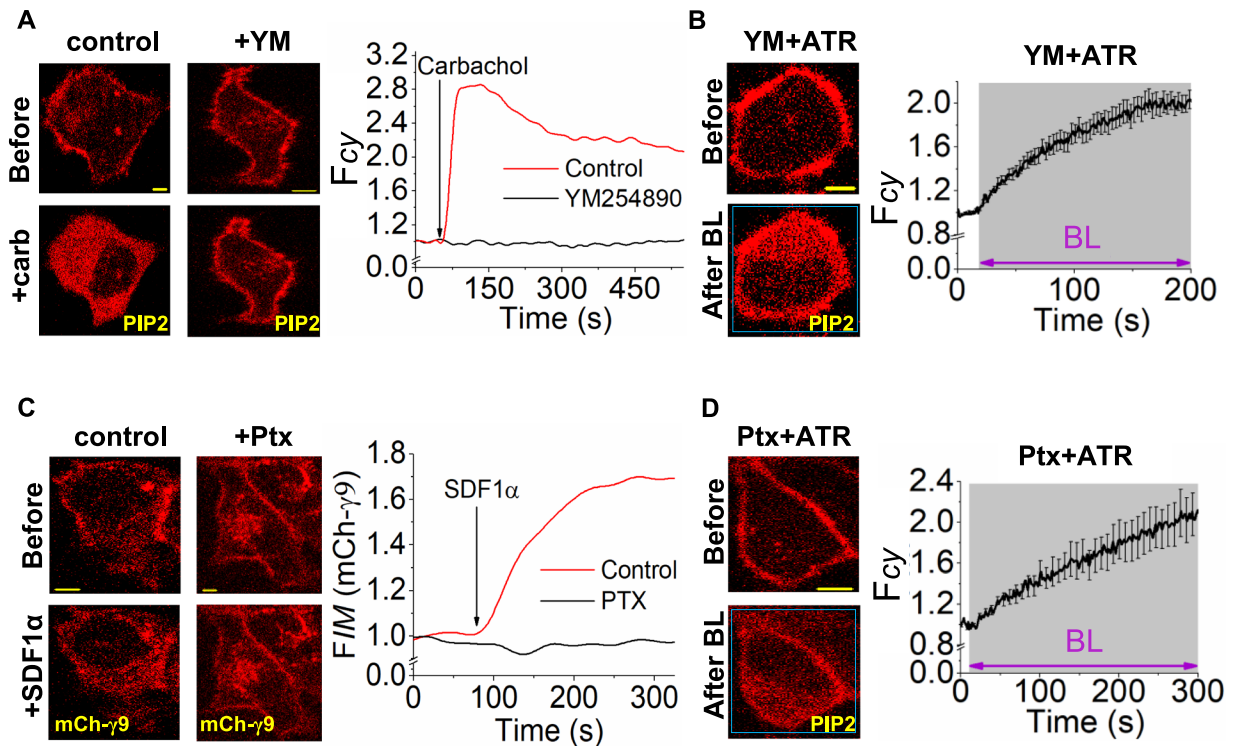 A
control
+YM
Before
+carb
PIP2
PIP2
3.2
2.8
2.4
2.0
1.6
1.2
0.0
Fcy
Carbachol
Control
YM254890
0 150 300 450
Time (s)
B
YM+ATR
Before
After BL
PIP2
YM+ATR
2.0
1.6
1.2
0.8
0.0
Fcy
BL
0 100 200
Time (s)
C
control
+Ptx
Before
+SDF1α
mCh-γ9
mCh-γ9
1.8
1.6
1.4
1.2
1.0
0.0
FIM (mCh-γ9)
SDF1α
Control
PTX
0 100 200 300
Time (s)
D
Ptx+ATR
Before
After BL
PIP2
Ptx+ATR
2.4
2.0
1.6
1.2
0.8
0.0
Fcy
BL
0 100 200 300
Time (s)